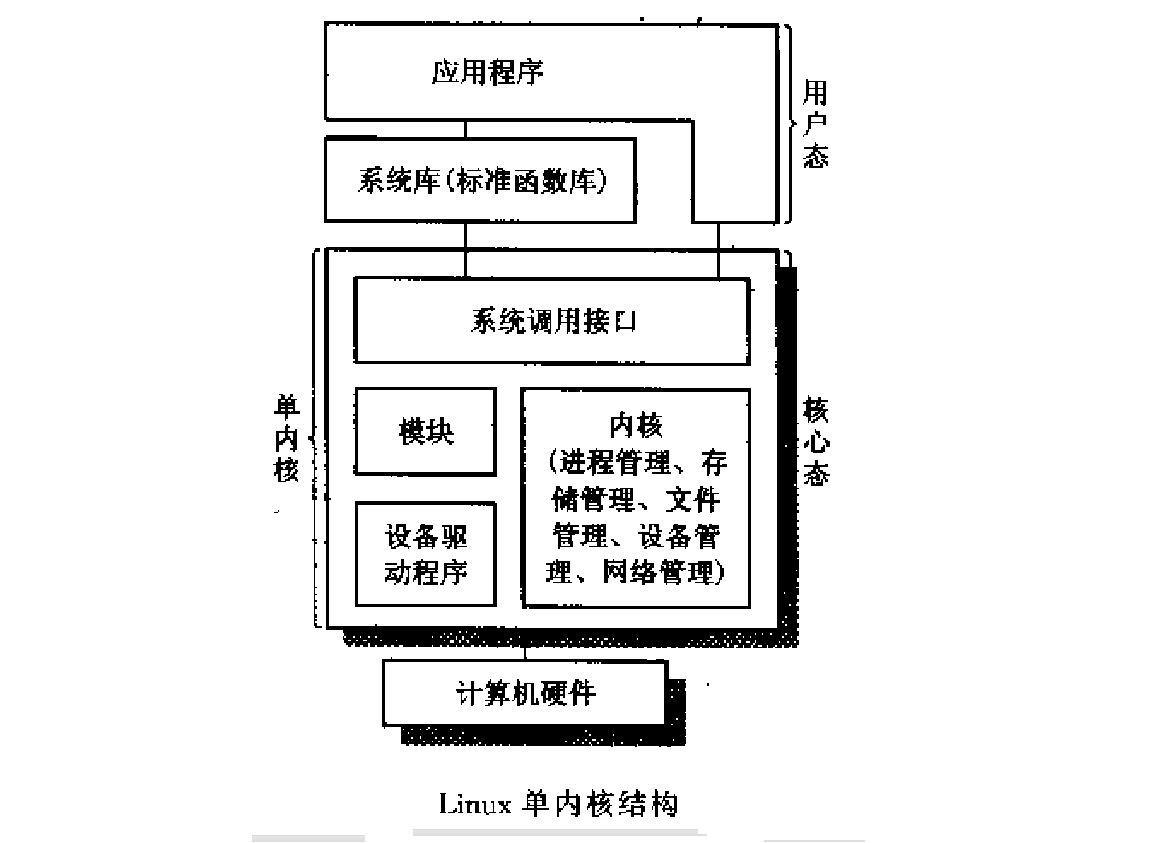 应用程序
用户态
系统库(标准函数库)
系统调用接口
单内核
模块
内核
(进程管理、存
储管理、文件
管理、设备管
理、网络管理)
核心态
设备驱
动程序
计算机硬件
Linux 单内核结构